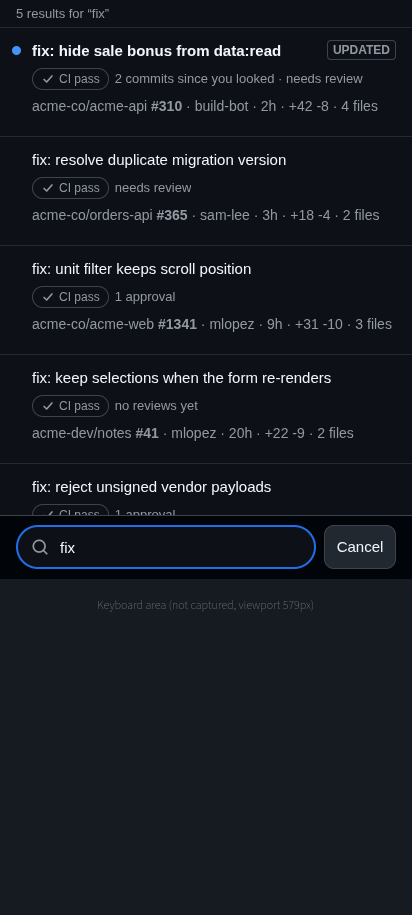 5 results for “fix”
fix: hide sale bonus from data:read UPDATED
CI pass 2 commits since you looked · needs review
acme-co/acme-api #310 · build-bot · 2h · +42 -8 · 4 files
fix: resolve duplicate migration version
CI pass needs review
acme-co/orders-api #365 · sam-lee · 3h · +18 -4 · 2 files
fix: unit filter keeps scroll position
CI pass 1 approval
acme-co/acme-web #1341 · mlopez · 9h · +31 -10 · 3 files
fix: keep selections when the form re-renders
CI pass no reviews yet
acme-dev/notes #41 · mlopez · 20h · +22 -9 · 2 files
fix: reject unsigned vendor payloads
CI pass 1 approval
fix Cancel
Keyboard area (not captured, viewport 579px)